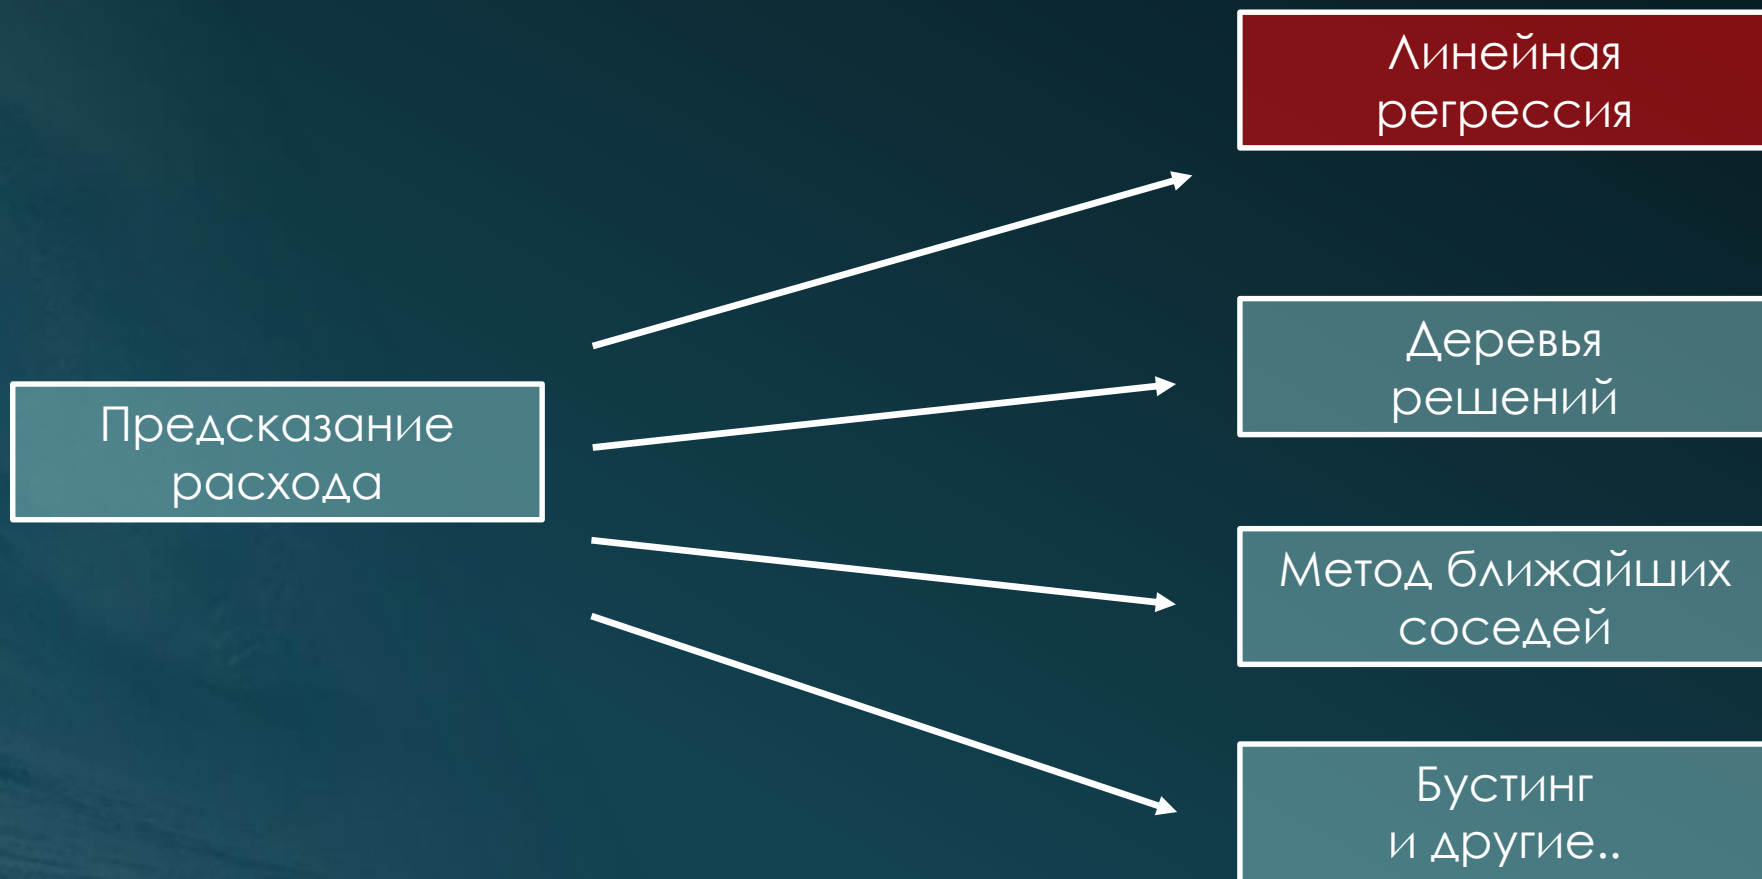 Линейная
регрессия
Деревья
решений
Предсказание
расхода
Метод ближайших
соседей
Бустинг
и другие..